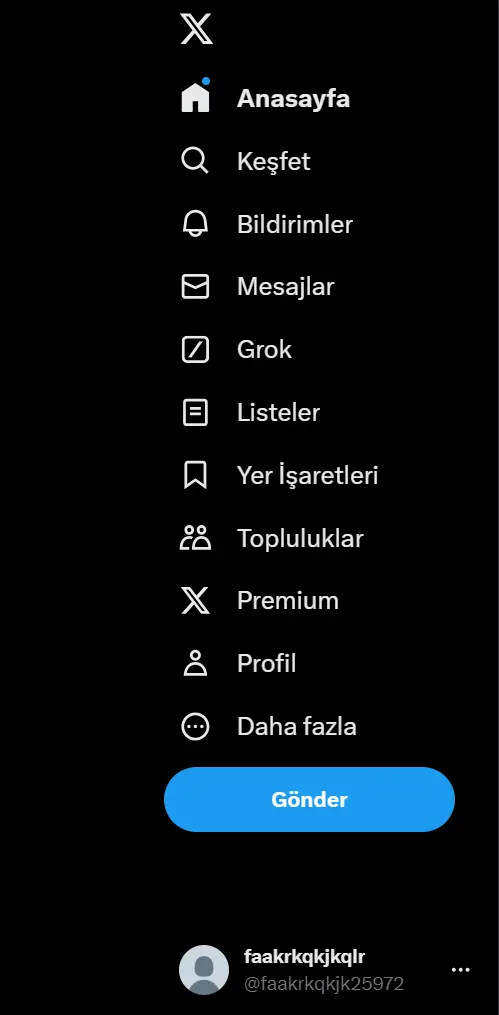 Anasayfa
Keşfet
Bildirimler
Mesajlar
Grok
Listeler
Yer İşaretleri
Topluluklar
Premium
Profil
Daha fazla
Gönder
faakrkqkjkqlr
@faakrkqkjk25972